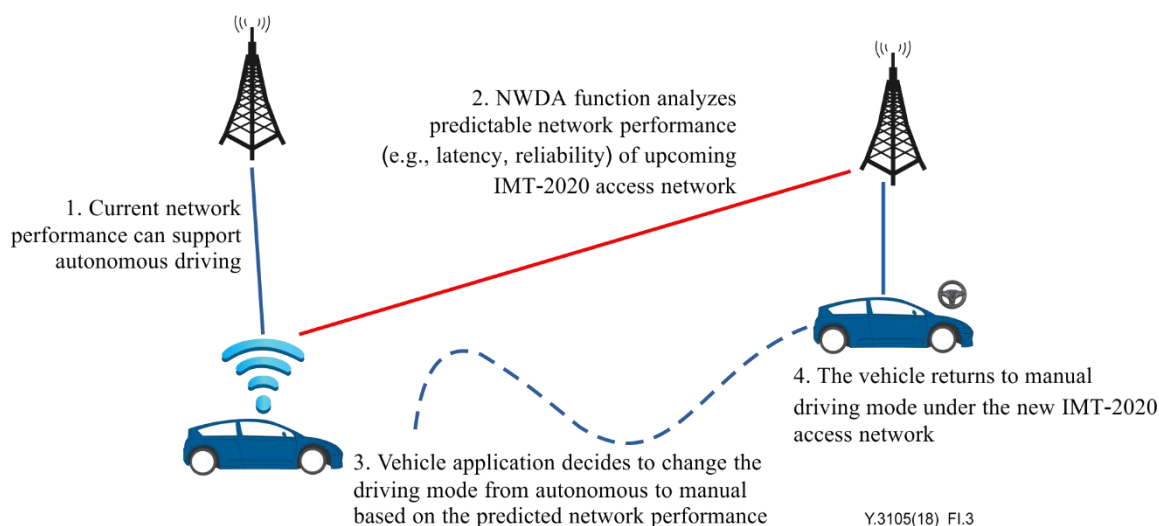 1. Current network
performance can support
autonomous driving
2. NWDA function analyzes
predictable network performance
(e.g., latency, reliability) of upcoming
IMT-2020 access network
3. Vehicle application decides to change the
driving mode from autonomous to manual
based on the predicted network performance
4. The vehicle returns to manual
driving mode under the new IMT-2020
access network
Y.3105(18) FI.3